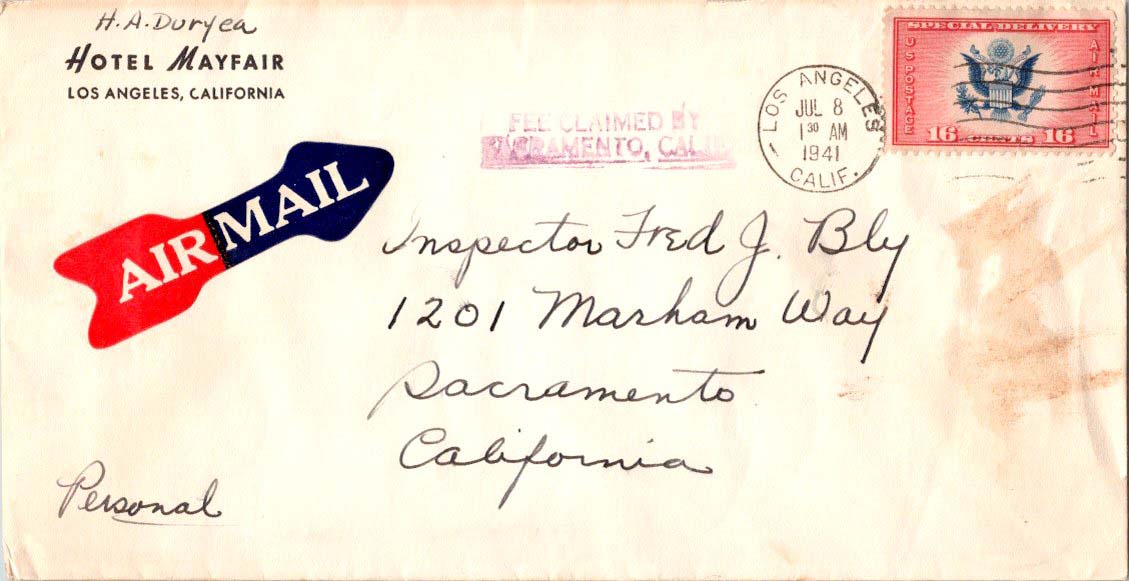 H. A. Duryea
HOTEL MAYFAIR
LOS ANGELES, CALIFORNIA
FEE CLAIMED BY
SACRAMENTO, CALIF.
LOS ANGELES
JUL 8
1 30 AM
1941
CALIF.
SPECIAL DELIVERY
US POSTAGE
AIR MAIL
16 CENTS 16
AIR MAIL
Inspector Fred J. Bly
1201 Markham Way
Sacramento
California
Personal